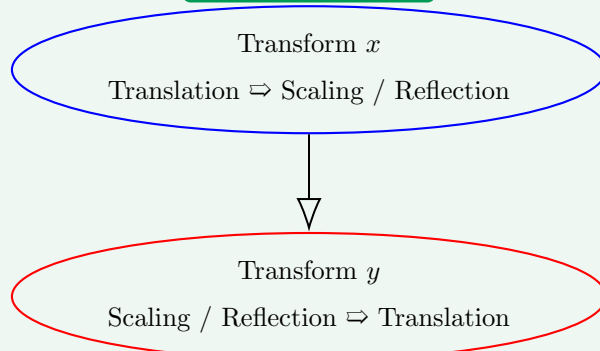 Transform x
Translation ⇨ Scaling / Reflection
Transform y
Scaling / Reflection ⇨ Translation